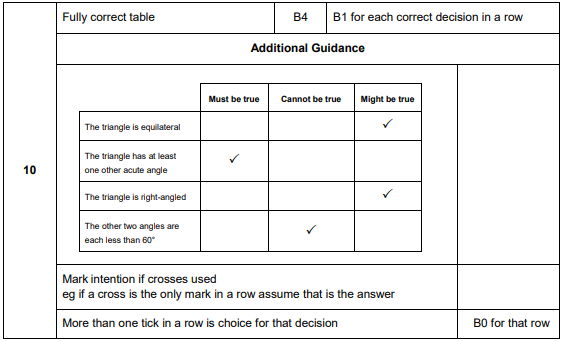 Fully correct table B4 B1 for each correct decision in a row
Additional Guidance
10
Must be true Cannot be true Might be true
The triangle is equilateral ✓
The triangle has at least
one other acute angle ✓
The triangle is right-angled ✓
The other two angles are
each less than 60° ✓
Mark intention if crosses used
eg if a cross is the only mark in a row assume that is the answer
More than one tick in a row is choice for that decision B0 for that row